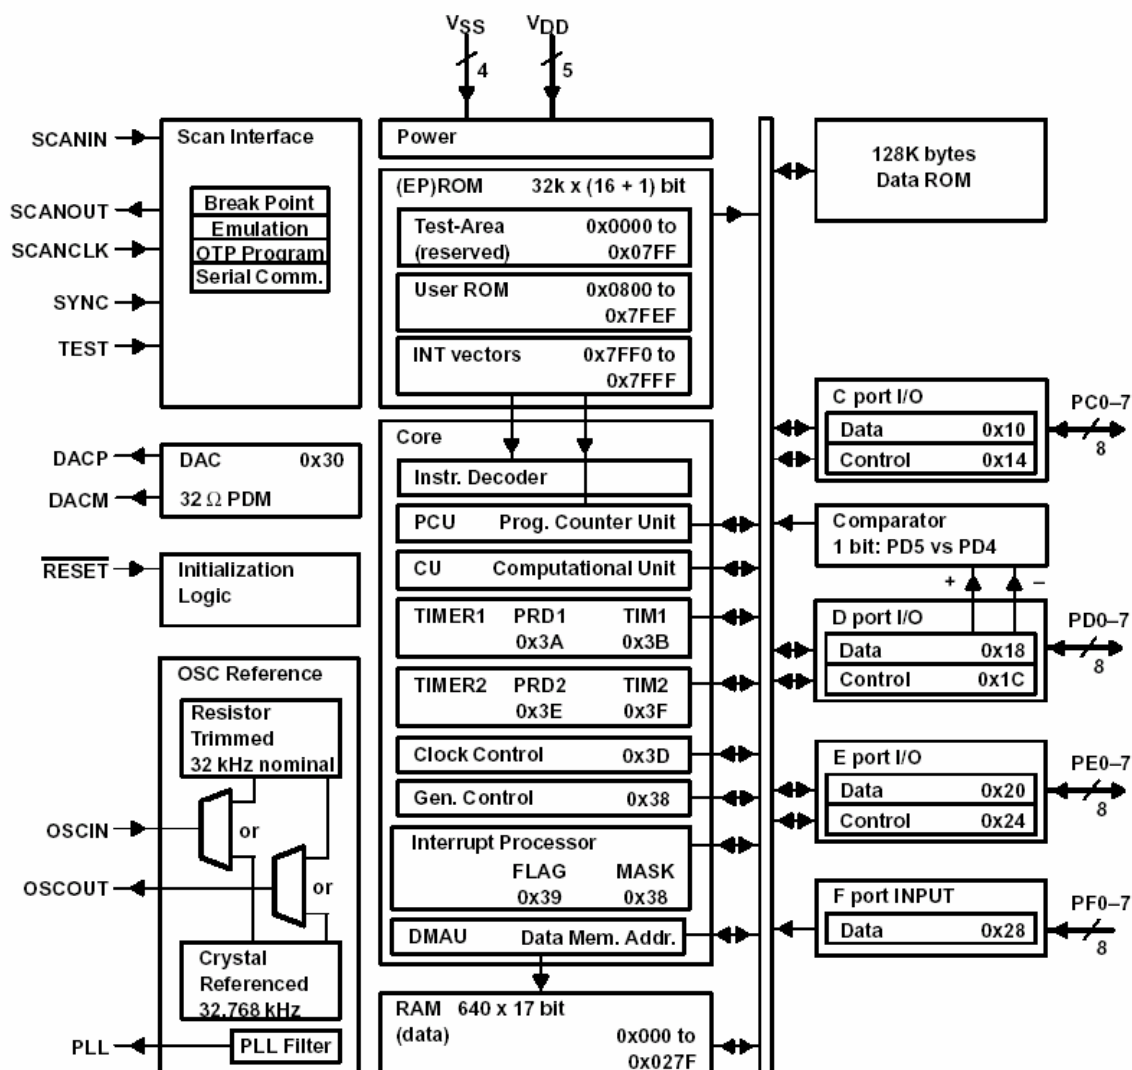 VSS VDD
4 5
SCANIN
SCANOUT
SCANCLK
SYNC
TEST
Scan Interface
Break Point
Emulation
OTP Program
Serial Comm.
DACP
DACM
DAC 0x30
32 Ω PDM
RESET
Initialization
Logic
OSC Reference
Resistor
Trimmed
32 kHz nominal
OSCIN
or
OSCOUT
or
Crystal
Referenced
32.768 kHz
PLL
PLL Filter
Power
(EP)ROM 32k x (16 + 1) bit
Test-Area 0x0000 to
(reserved) 0x07FF
User ROM 0x0800 to
0x7FEF
INT vectors 0x7FF0 to
0x7FFF
Core
Instr. Decoder
PCU Prog. Counter Unit
CU Computational Unit
TIMER1 PRD1 TIM1
0x3A 0x3B
TIMER2 PRD2 TIM2
0x3E 0x3F
Clock Control 0x3D
Gen. Control 0x38
Interrupt Processor
FLAG MASK
0x39 0x38
DMAU Data Mem. Addr.
RAM 640 x 17 bit
(data) 0x000 to
0x027F
128K bytes
Data ROM
C port I/O
Data 0x10
Control 0x14
PC0–7
8
Comparator
1 bit: PD5 vs PD4
+ –
D port I/O
Data 0x18
Control 0x1C
PD0–7
8
E port I/O
Data 0x20
Control 0x24
PE0–7
8
F port INPUT
Data 0x28
PF0–7
8